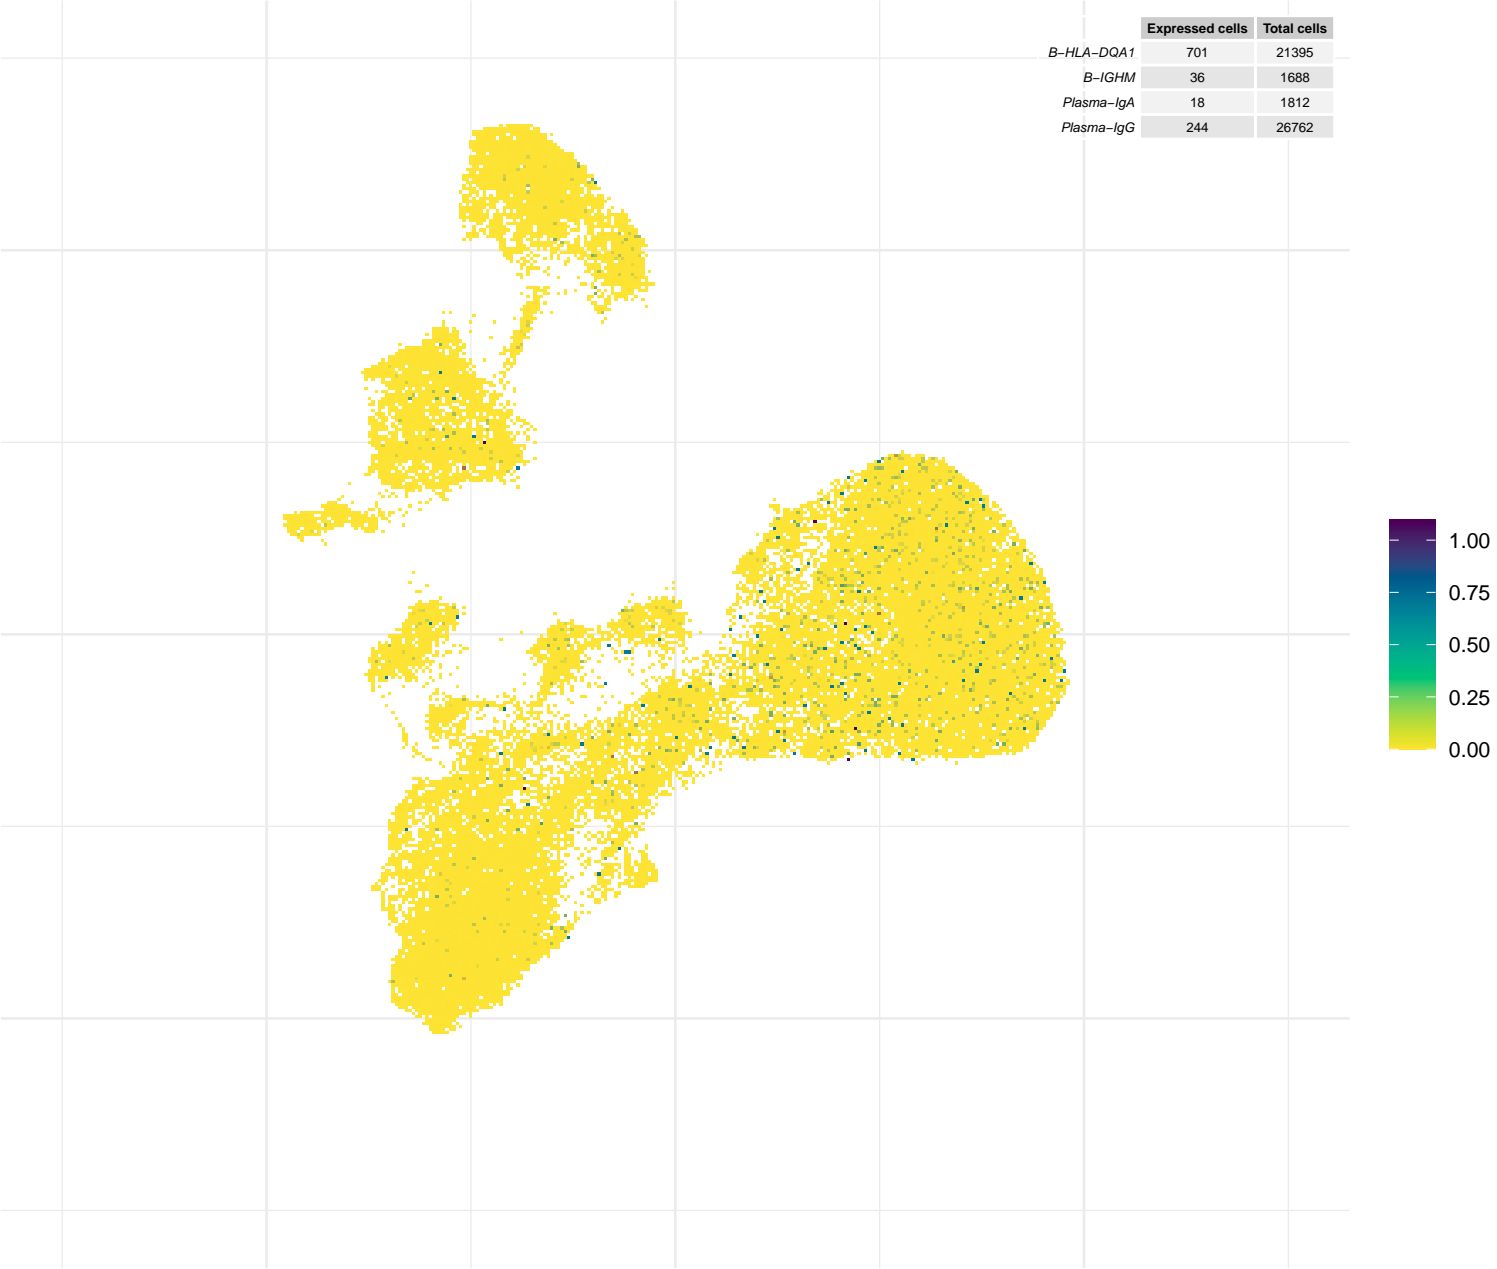 Expressed cells Total cells
B−HLA−DQA1 701 21395
B−IGHM 36 1688
Plasma−IgA 18 1812
Plasma−IgG 244 26762
1.00
0.75
0.50
0.25
0.00